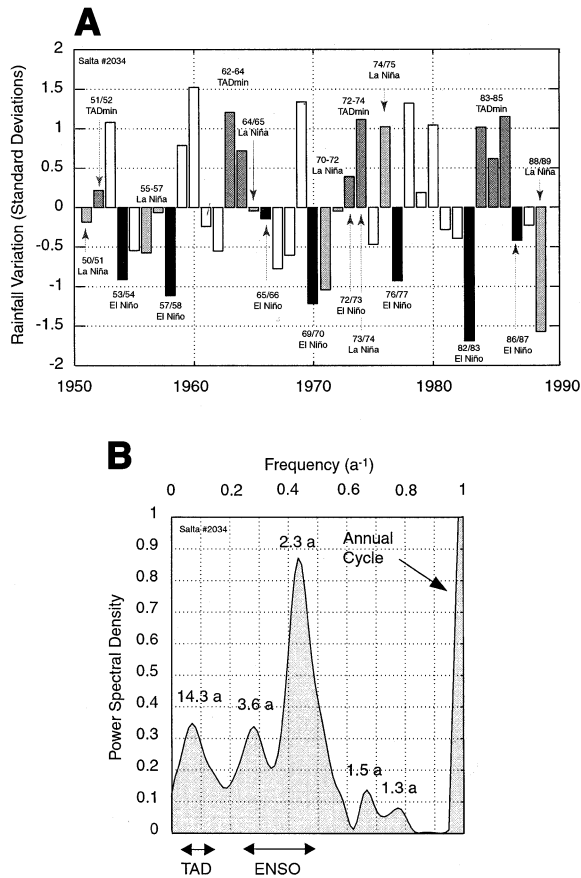 A
Rainfall Variation (Standard Deviations)
2
1.5
1
0.5
0
-0.5
-1
-1.5
-2
1950
1960
1970
1980
1990
Salta #2034
51/52
TADmin
62-64
TADmin
64/65
La Niña
74/75
La Niña
72-74
TADmin
83-85
TADmin
55-57
La Niña
70-72
La Niña
88/89
La Niña
50/51
La Niña
53/54
El Niño
57/58
El Niño
65/66
El Niño
69/70
El Niño
72/73
El Niño
73/74
La Niña
76/77
El Niño
82/83
El Niño
86/87
El Niño
B
Frequency (a-1)
0
0.2
0.4
0.6
0.8
1
Power Spectral Density
1
0.9
0.8
0.7
0.6
0.5
0.4
0.3
0.2
0.1
0
Salta #2034
2.3 a
Annual
Cycle
14.3 a
3.6 a
1.5 a
1.3 a
TAD
ENSO